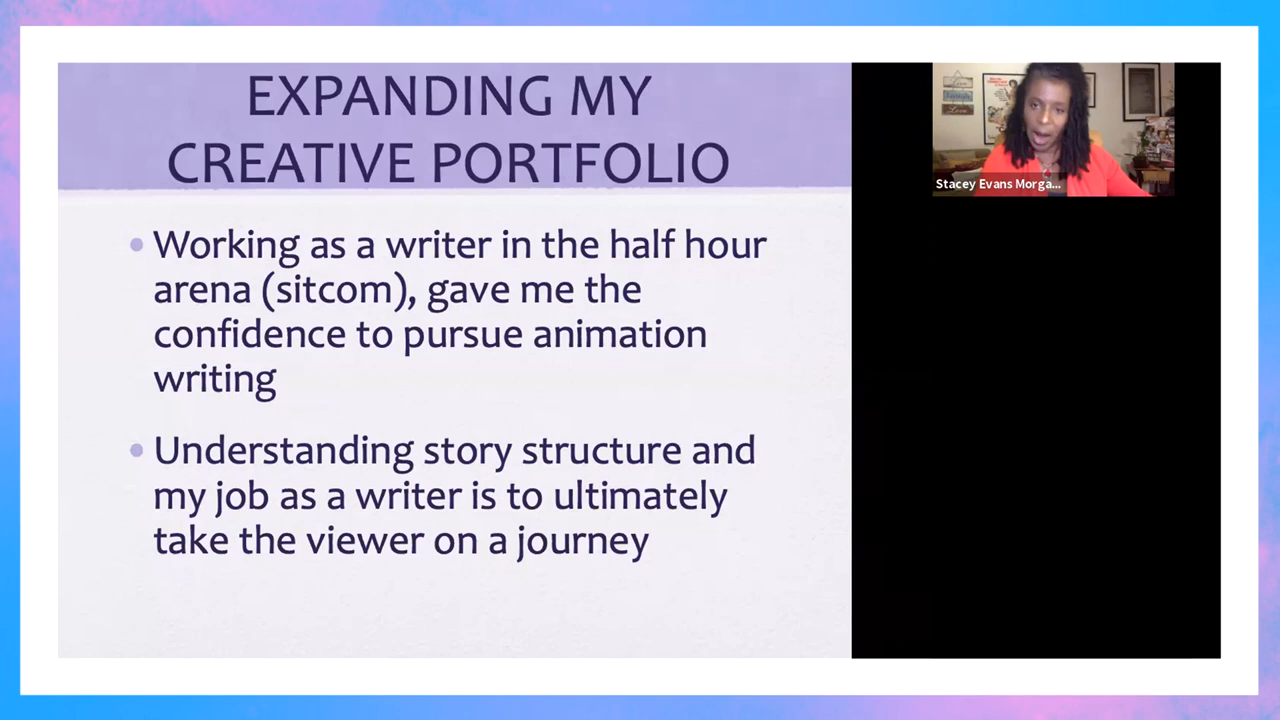 EXPANDING MY
CREATIVE PORTFOLIO
• Working as a writer in the half hour
arena (sitcom), gave me the
confidence to pursue animation
writing
• Understanding story structure and
my job as a writer is to ultimately
take the viewer on a journey
Stacey Evans Morga...